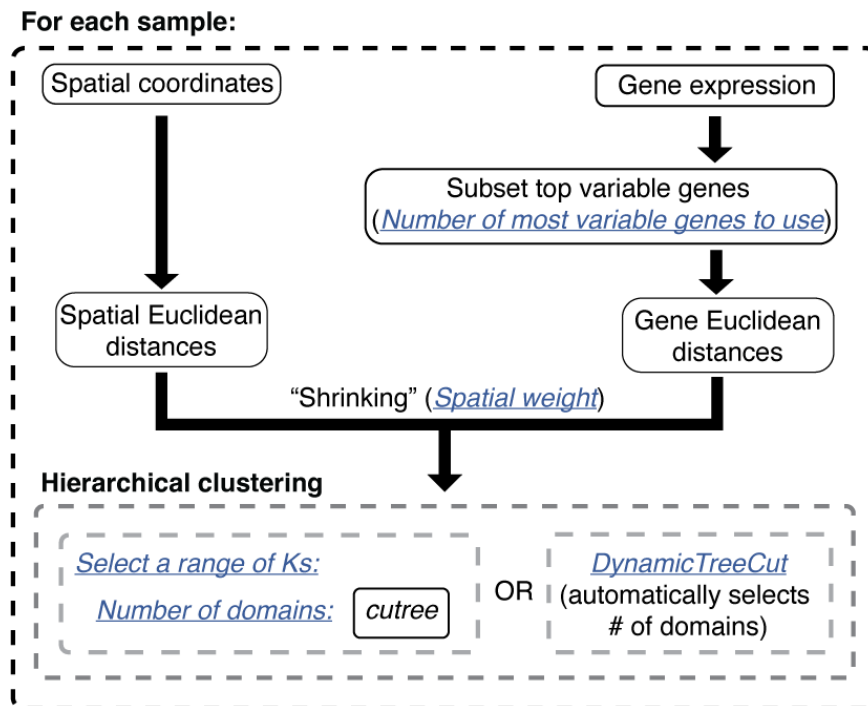 For each sample:
Spatial coordinates
Gene expression
Subset top variable genes
(Number of most variable genes to use)
Spatial Euclidean
distances
Gene Euclidean
distances
“Shrinking” (Spatial weight)
Hierarchical clustering
Select a range of Ks:
Number of domains: cutree
OR
DynamicTreeCut
(automatically selects
# of domains)